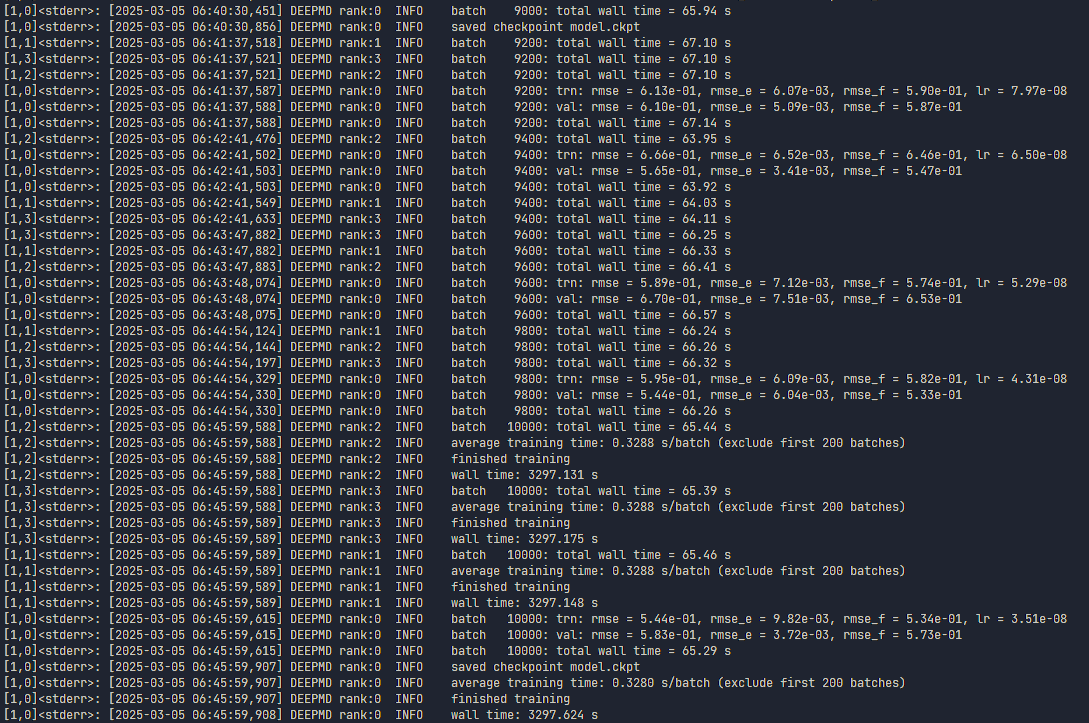 [1,0]<stderr>: [2025-03-05 06:40:30,451] DEEPMD rank:0  INFO    batch    9000: total wall time = 65.94 s
[1,0]<stderr>: [2025-03-05 06:40:30,856] DEEPMD rank:0  INFO    saved checkpoint model.ckpt
[1,1]<stderr>: [2025-03-05 06:41:37,518] DEEPMD rank:1  INFO    batch    9200: total wall time = 67.10 s
[1,3]<stderr>: [2025-03-05 06:41:37,521] DEEPMD rank:3  INFO    batch    9200: total wall time = 67.10 s
[1,2]<stderr>: [2025-03-05 06:41:37,521] DEEPMD rank:2  INFO    batch    9200: total wall time = 67.10 s
[1,0]<stderr>: [2025-03-05 06:41:37,587] DEEPMD rank:0  INFO    batch    9200: trn: rmse = 6.13e-01, rmse_e = 6.07e-03, rmse_f = 5.90e-01, lr = 7.97e-08
[1,0]<stderr>: [2025-03-05 06:41:37,588] DEEPMD rank:0  INFO    batch    9200: val: rmse = 6.10e-01, rmse_e = 5.09e-03, rmse_f = 5.87e-01
[1,0]<stderr>: [2025-03-05 06:41:37,588] DEEPMD rank:0  INFO    batch    9200: total wall time = 67.14 s
[1,2]<stderr>: [2025-03-05 06:42:41,476] DEEPMD rank:2  INFO    batch    9400: total wall time = 63.95 s
[1,0]<stderr>: [2025-03-05 06:42:41,502] DEEPMD rank:0  INFO    batch    9400: trn: rmse = 6.66e-01, rmse_e = 6.52e-03, rmse_f = 6.46e-01, lr = 6.50e-08
[1,0]<stderr>: [2025-03-05 06:42:41,503] DEEPMD rank:0  INFO    batch    9400: val: rmse = 5.65e-01, rmse_e = 3.41e-03, rmse_f = 5.47e-01
[1,0]<stderr>: [2025-03-05 06:42:41,503] DEEPMD rank:0  INFO    batch    9400: total wall time = 63.92 s
[1,1]<stderr>: [2025-03-05 06:42:41,549] DEEPMD rank:1  INFO    batch    9400: total wall time = 64.03 s
[1,3]<stderr>: [2025-03-05 06:42:41,633] DEEPMD rank:3  INFO    batch    9400: total wall time = 64.11 s
[1,3]<stderr>: [2025-03-05 06:43:47,882] DEEPMD rank:3  INFO    batch    9600: total wall time = 66.25 s
[1,1]<stderr>: [2025-03-05 06:43:47,882] DEEPMD rank:1  INFO    batch    9600: total wall time = 66.33 s
[1,2]<stderr>: [2025-03-05 06:43:47,883] DEEPMD rank:2  INFO    batch    9600: total wall time = 66.41 s
[1,0]<stderr>: [2025-03-05 06:43:48,074] DEEPMD rank:0  INFO    batch    9600: trn: rmse = 5.89e-01, rmse_e = 7.12e-03, rmse_f = 5.74e-01, lr = 5.29e-08
[1,0]<stderr>: [2025-03-05 06:43:48,074] DEEPMD rank:0  INFO    batch    9600: val: rmse = 6.70e-01, rmse_e = 7.51e-03, rmse_f = 6.53e-01
[1,0]<stderr>: [2025-03-05 06:43:48,075] DEEPMD rank:0  INFO    batch    9600: total wall time = 66.57 s
[1,1]<stderr>: [2025-03-05 06:44:54,124] DEEPMD rank:1  INFO    batch    9800: total wall time = 66.24 s
[1,2]<stderr>: [2025-03-05 06:44:54,144] DEEPMD rank:2  INFO    batch    9800: total wall time = 66.26 s
[1,3]<stderr>: [2025-03-05 06:44:54,197] DEEPMD rank:3  INFO    batch    9800: total wall time = 66.32 s
[1,0]<stderr>: [2025-03-05 06:44:54,329] DEEPMD rank:0  INFO    batch    9800: trn: rmse = 5.95e-01, rmse_e = 6.09e-03, rmse_f = 5.82e-01, lr = 4.31e-08
[1,0]<stderr>: [2025-03-05 06:44:54,330] DEEPMD rank:0  INFO    batch    9800: val: rmse = 5.44e-01, rmse_e = 6.04e-03, rmse_f = 5.33e-01
[1,0]<stderr>: [2025-03-05 06:44:54,330] DEEPMD rank:0  INFO    batch    9800: total wall time = 66.26 s
[1,2]<stderr>: [2025-03-05 06:45:59,588] DEEPMD rank:2  INFO    batch   10000: total wall time = 65.44 s
[1,2]<stderr>: [2025-03-05 06:45:59,588] DEEPMD rank:2  INFO    average training time: 0.3288 s/batch (exclude first 200 batches)
[1,2]<stderr>: [2025-03-05 06:45:59,588] DEEPMD rank:2  INFO    finished training
[1,2]<stderr>: [2025-03-05 06:45:59,588] DEEPMD rank:2  INFO    wall time: 3297.131 s
[1,3]<stderr>: [2025-03-05 06:45:59,588] DEEPMD rank:3  INFO    batch   10000: total wall time = 65.39 s
[1,3]<stderr>: [2025-03-05 06:45:59,588] DEEPMD rank:3  INFO    average training time: 0.3288 s/batch (exclude first 200 batches)
[1,3]<stderr>: [2025-03-05 06:45:59,589] DEEPMD rank:3  INFO    finished training
[1,3]<stderr>: [2025-03-05 06:45:59,589] DEEPMD rank:3  INFO    wall time: 3297.175 s
[1,1]<stderr>: [2025-03-05 06:45:59,589] DEEPMD rank:1  INFO    batch   10000: total wall time = 65.46 s
[1,1]<stderr>: [2025-03-05 06:45:59,589] DEEPMD rank:1  INFO    average training time: 0.3288 s/batch (exclude first 200 batches)
[1,1]<stderr>: [2025-03-05 06:45:59,589] DEEPMD rank:1  INFO    finished training
[1,1]<stderr>: [2025-03-05 06:45:59,589] DEEPMD rank:1  INFO    wall time: 3297.148 s
[1,0]<stderr>: [2025-03-05 06:45:59,615] DEEPMD rank:0  INFO    batch   10000: trn: rmse = 5.44e-01, rmse_e = 9.82e-03, rmse_f = 5.34e-01, lr = 3.51e-08
[1,0]<stderr>: [2025-03-05 06:45:59,615] DEEPMD rank:0  INFO    batch   10000: val: rmse = 5.83e-01, rmse_e = 3.72e-03, rmse_f = 5.73e-01
[1,0]<stderr>: [2025-03-05 06:45:59,615] DEEPMD rank:0  INFO    batch   10000: total wall time = 65.29 s
[1,0]<stderr>: [2025-03-05 06:45:59,907] DEEPMD rank:0  INFO    saved checkpoint model.ckpt
[1,0]<stderr>: [2025-03-05 06:45:59,907] DEEPMD rank:0  INFO    average training time: 0.3280 s/batch (exclude first 200 batches)
[1,0]<stderr>: [2025-03-05 06:45:59,907] DEEPMD rank:0  INFO    finished training
[1,0]<stderr>: [2025-03-05 06:45:59,908] DEEPMD rank:0  INFO    wall time: 3297.624 s